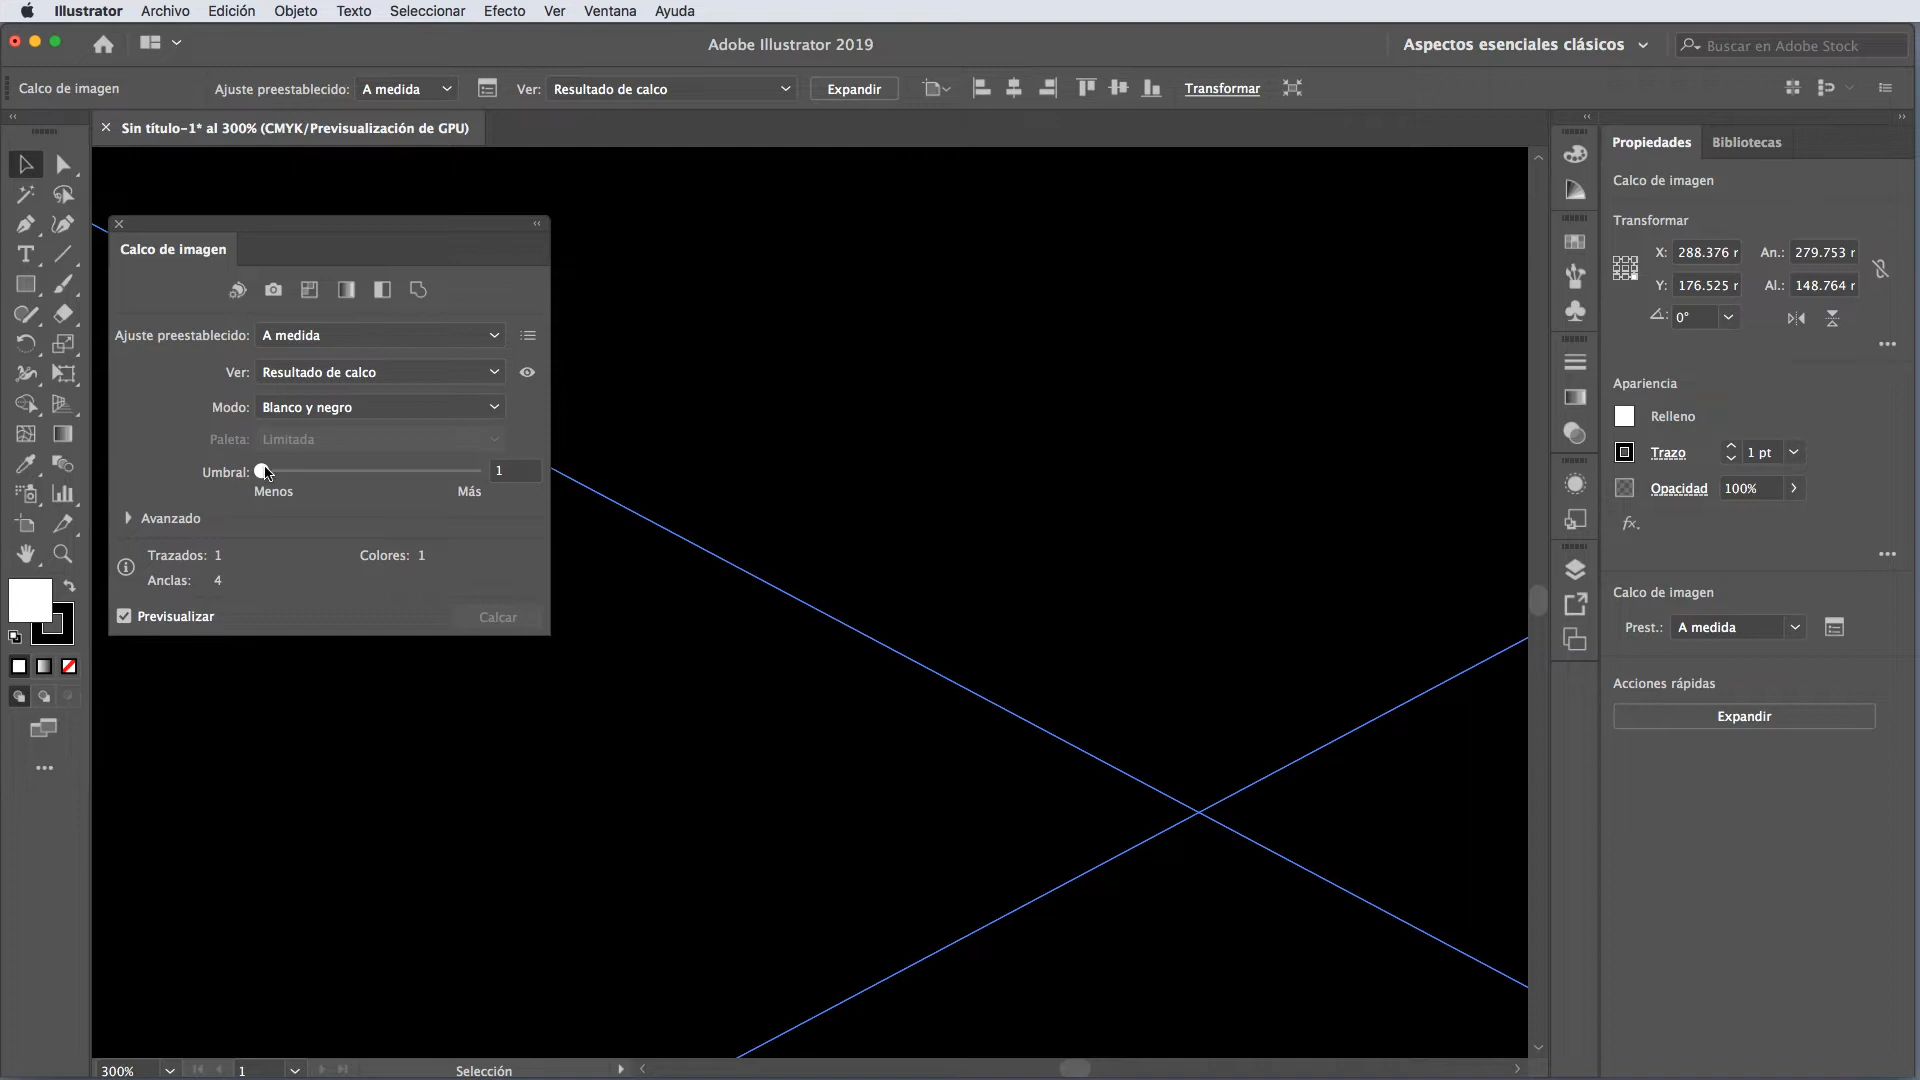 Illustrator Archivo Edición Objeto Texto Seleccionar Efecto Ver Ventana Ayuda
Adobe Illustrator 2019
Aspectos esenciales clásicos
Buscar en Adobe Stock
Calco de imagen
Ajuste preestablecido: A medida
Ver: Resultado de calco
Expandir
Transformar
Sin título-1* al 300% (CMYK/Previsualización de GPU)
Calco de imagen
Ajuste preestablecido: A medida
Ver: Resultado de calco
Modo: Blanco y negro
Paleta: Limitada
Umbral: 1
Menos Más
Avanzado
Trazados: 1 Colores: 1
Anclas: 4
Previsualizar Calcar
Propiedades Bibliotecas
Calco de imagen
Transformar
X: 288.376 r An.: 279.753 r
Y: 176.525 r Al.: 148.764 r
0°
Apariencia
Relleno
Trazo 1 pt
Opacidad 100%
fx.
Calco de imagen
Prest.: A medida
Acciones rápidas
Expandir
300% 1 Selección